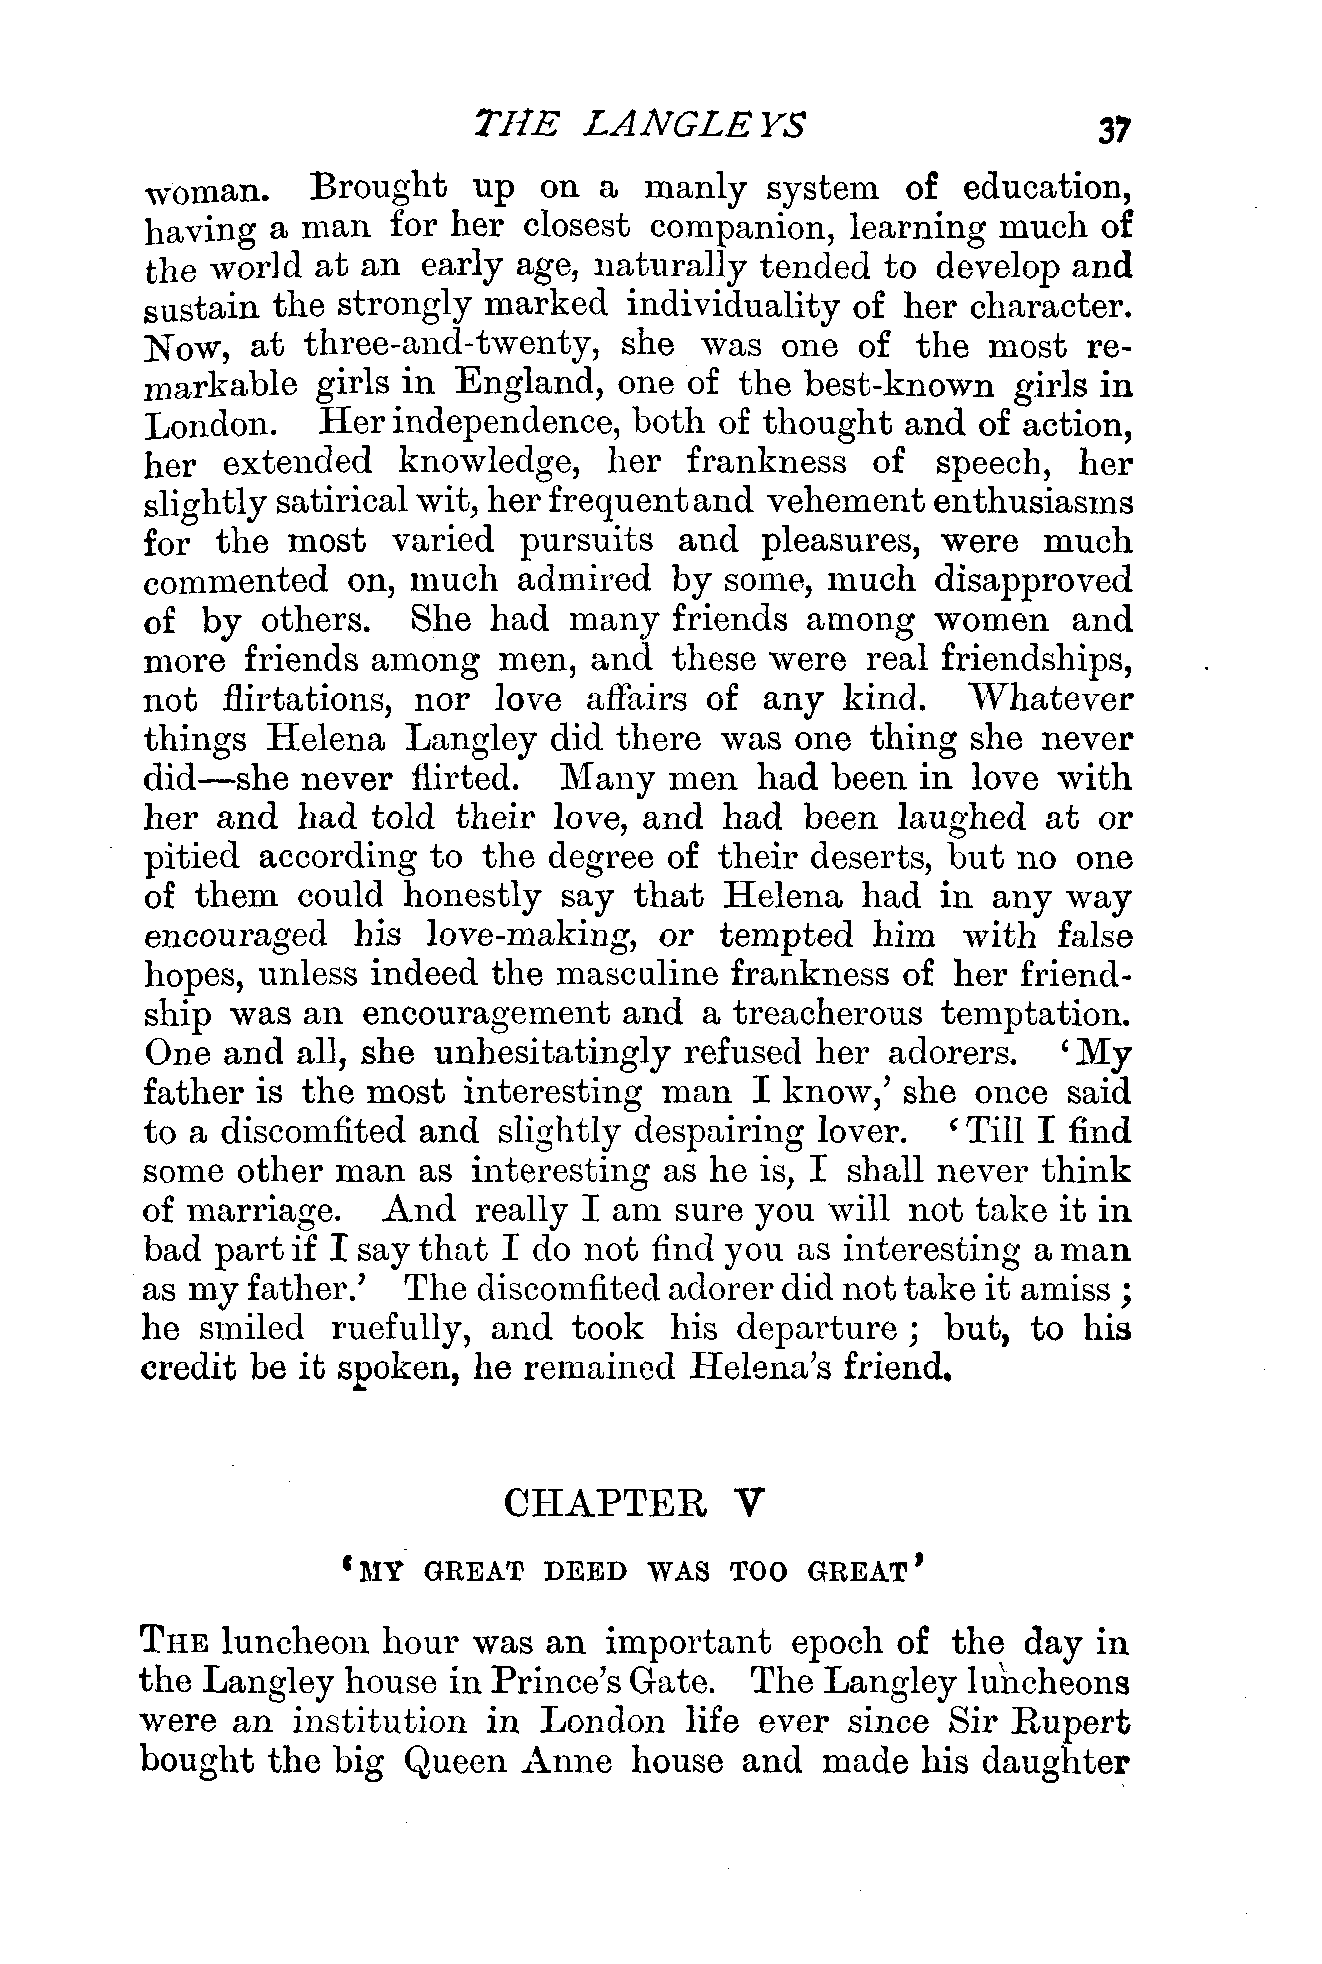 THE LANGLEYS 37
woman. Brought up on a manly system of education,
having a man for her closest companion, learning much of
the world at an early age, naturally tended to develop and
sustain the strongly marked individuality of her character.
Now, at three-and-twenty, she was one of the most re-
markable girls in England, one of the best-known girls in
London. Her independence, both of thought and of action,
her extended knowledge, her frankness of speech, her
slightly satirical wit, her frequent and vehement enthusiasms
for the most varied pursuits and pleasures, were much
commented on, much admired by some, much disapproved
of by others. She had many friends among women and
more friends among men, and these were real friendships,
not flirtations, nor love affairs of any kind. Whatever
things Helena Langley did there was one thing she never
did—she never flirted. Many men had been in love with
her and had told their love, and had been laughed at or
pitied according to the degree of their deserts, but no one
of them could honestly say that Helena had in any way
encouraged his love-making, or tempted him with false
hopes, unless indeed the masculine frankness of her friend-
ship was an encouragement and a treacherous temptation.
One and all, she unhesitatingly refused her adorers. ‘My
father is the most interesting man I know,’ she once said
to a discomfited and slightly despairing lover. ‘Till I find
some other man as interesting as he is, I shall never think
of marriage. And really I am sure you will not take it in
bad part if I say that I do not find you as interesting a man
as my father.’ The discomfited adorer did not take it amiss ;
he smiled ruefully, and took his departure ; but, to his
credit be it spoken, he remained Helena’s friend.
CHAPTER V
‘MY GREAT DEED WAS TOO GREAT’
THE luncheon hour was an important epoch of the day in
the Langley house in Prince’s Gate. The Langley luncheons
were an institution in London life ever since Sir Rupert
bought the big Queen Anne house and made his daughter